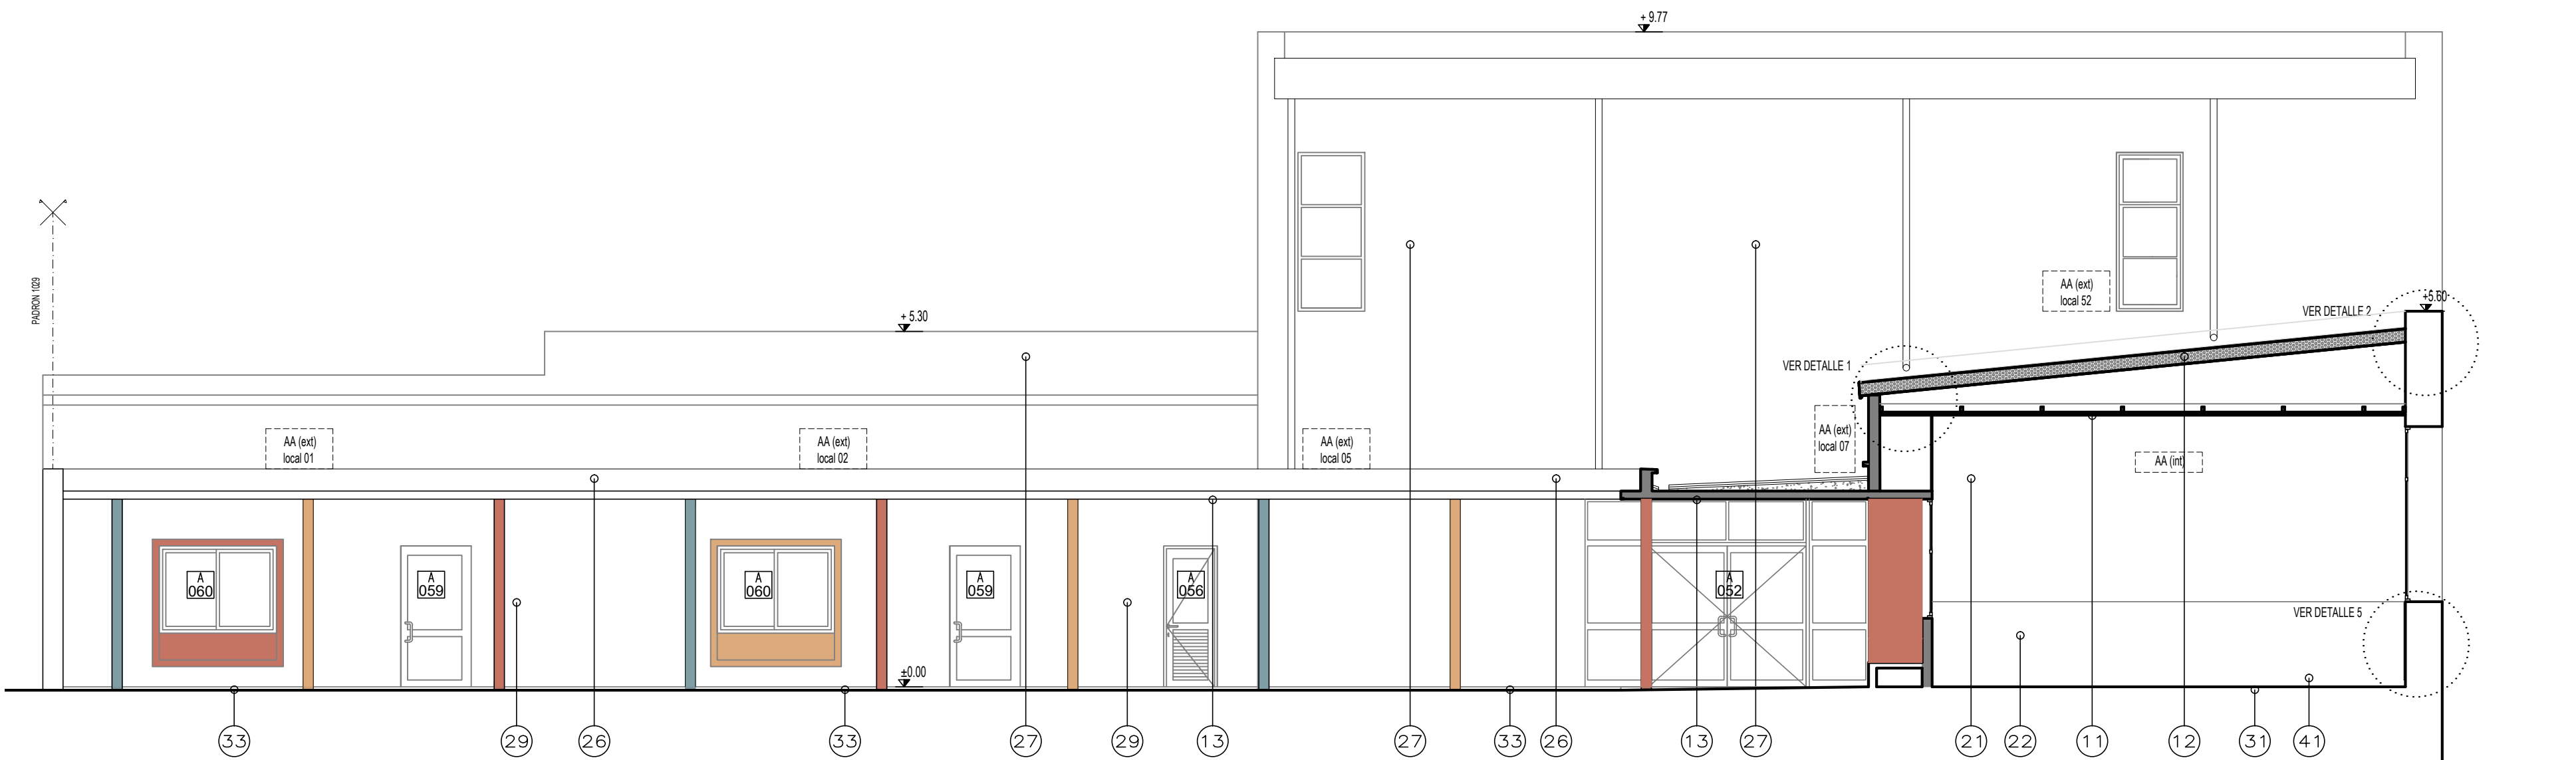 + 9.77
PADRON 1029
AA (ext)
local 52
+5.60
VER DETALLE 2
+ 5.30
VER DETALLE 1
AA (ext)
local 01
AA (ext)
local 02
AA (ext)
local 05
AA (ext)
local 07
AA (int)
A
060
A
059
A
060
A
059
A
056
A
052
VER DETALLE 5
±0.00
33
29
26
33
27
29
13
27
33
26
13
27
21
22
11
12
31
41